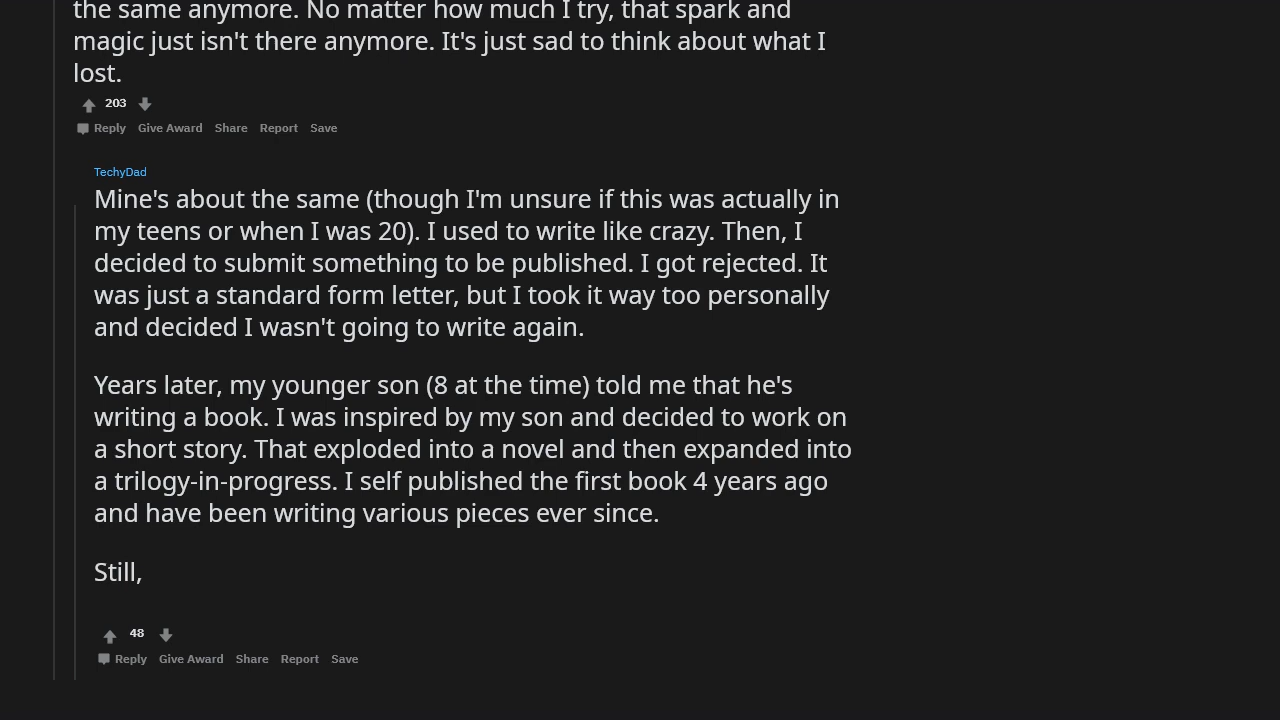 the same anymore. No matter how much I try, that spark and
magic just isn't there anymore. It's just sad to think about what I
lost.
203
Reply Give Award Share Report Save
TechyDad
Mine's about the same (though I'm unsure if this was actually in
my teens or when I was 20). I used to write like crazy. Then, I
decided to submit something to be published. I got rejected. It
was just a standard form letter, but I took it way too personally
and decided I wasn't going to write again.
Years later, my younger son (8 at the time) told me that he's
writing a book. I was inspired by my son and decided to work on
a short story. That exploded into a novel and then expanded into
a trilogy-in-progress. I self published the first book 4 years ago
and have been writing various pieces ever since.
Still,
48
Reply Give Award Share Report Save